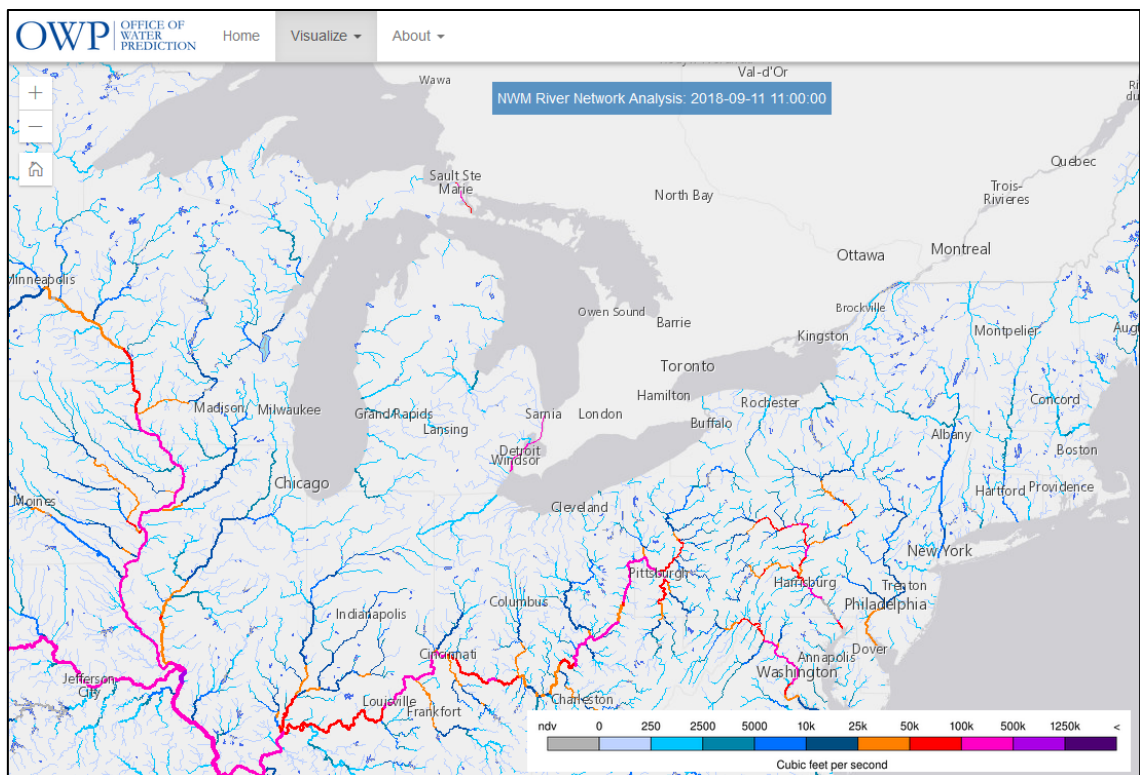 OWP
OFFICE OF
WATER
PREDICTION
Home
Visualize
About
Wawa
Val-d'Or
NWM River Network Analysis: 2018-09-11 11:00:00
Quebec
Sault Ste
Marie
North Bay
Trois-
Rivieres
Ottawa
Montreal
Minneapolis
Owen Sound
Barrie
Brockville
Kingston
Montpelier
Toronto
Hamilton
Rochester
Madison
Milwaukee
Grand Rapids
Lansing
Sarnia
London
Buffalo
Concord
Albany
Boston
Detroit
Windsor
Chicago
Moines
Hartford
Providence
Cleveland
New York
Pittsburgh
Harrisburg
Trenton
Philadelphia
Columbus
Indianapolis
Cincinnati
Annapolis
Dover
Washington
Jefferson
City
Louisville
Frankfort
Charleston
ndv 0 250 2500 5000 10k 25k 50k 100k 500k 1250k <
Cubic feet per second